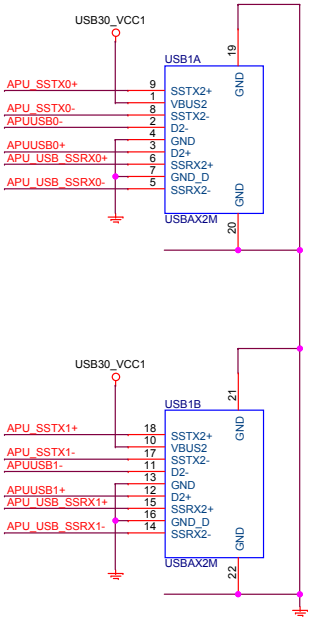 USB30_VCC1
USB1A
19
GND
APU_SSTX0+ 9 SSTX2+
1 VBUS2
APU_SSTX0- 8 SSTX2-
APUUSB0- 2 D2-
4 GND
APUUSB0+ 3 D2+
APU_USB_SSRX0+ 6 SSRX2+
7 GND_D
APU_USB_SSRX0- 5 SSRX2-
GND
USBAX2M
20
USB30_VCC1
USB1B
21
GND
APU_SSTX1+ 18 SSTX2+
10 VBUS2
APU_SSTX1- 17 SSTX2-
APUUSB1- 11 D2-
13 GND
APUUSB1+ 12 D2+
APU_USB_SSRX1+ 15 SSRX2+
16 GND_D
APU_USB_SSRX1- 14 SSRX2-
GND
USBAX2M
22